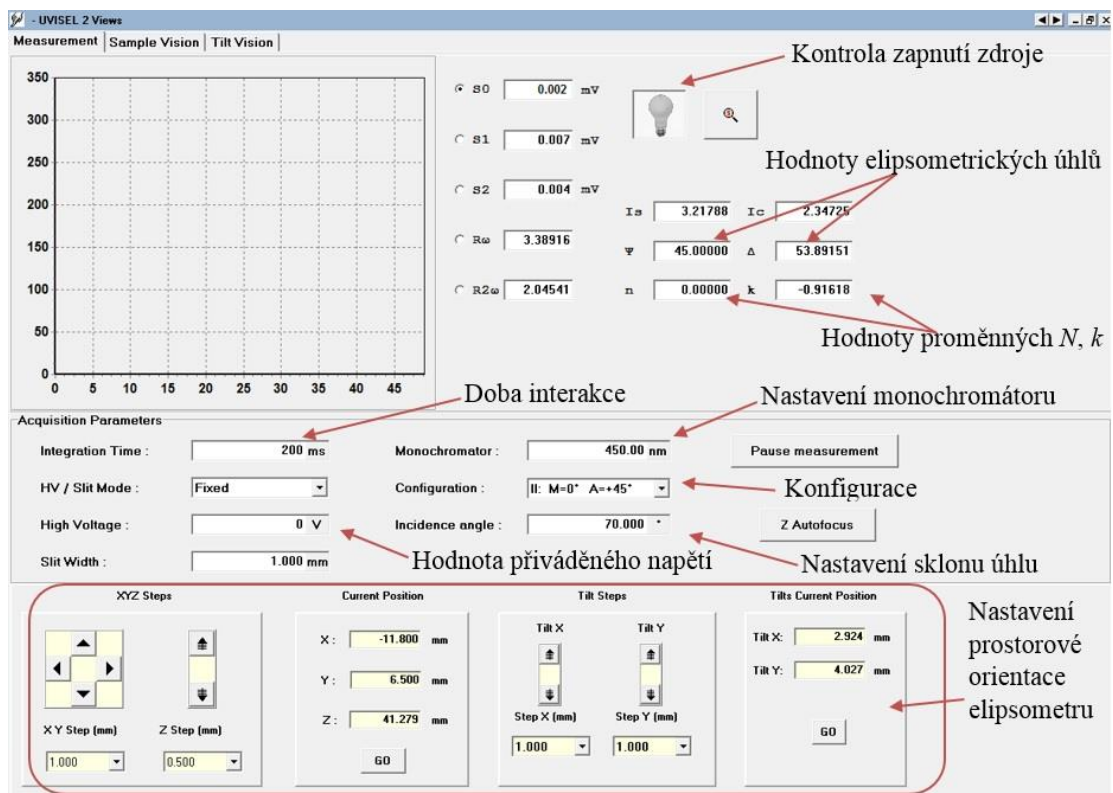 - UVISEL 2 Views
Measurement Sample Vision Tilt Vision
350
300
250
200
150
100
50
0
0 5 10 15 20 25 30 35 40 45
Kontrola zapnutí zdroje
S0 0.002 mV
S1 0.007 mV
S2 0.004 mV
Rω 3.38916
R2ω 2.04541
Hodnoty elipsometrických úhlů
Is 3.21788 Ic 2.34725
Ψ 45.00000 Δ 53.89151
n 0.00000 k -0.91618
Hodnoty proměnných N, k
Doba interakce
Nastavení monochromátoru
Acquisition Parameters
Integration Time : 200 ms
Monochromator : 450.00 nm
Pause measurement
HV / Slit Mode : Fixed
Configuration : II: M=0° A=+45°
Konfigurace
High Voltage : 0 V
Incidence angle : 70.000 °
Z Autofocus
Slit Width : 1.000 mm
Hodnota přiváděného napětí
Nastavení sklonu úhlu
XYZ Steps
X Y Step (mm) Z Step (mm)
1.000 0.500
Current Position
X : -11.800 mm
Y : 6.500 mm
Z : 41.279 mm
GO
Tilt Steps
Tilt X Tilt Y
Step X (mm) Step Y (mm)
1.000 1.000
Tilts Current Position
Tilt X: 2.924 mm
Tilt Y: 4.027 mm
GO
Nastavení
prostorové
orientace
elipsometru